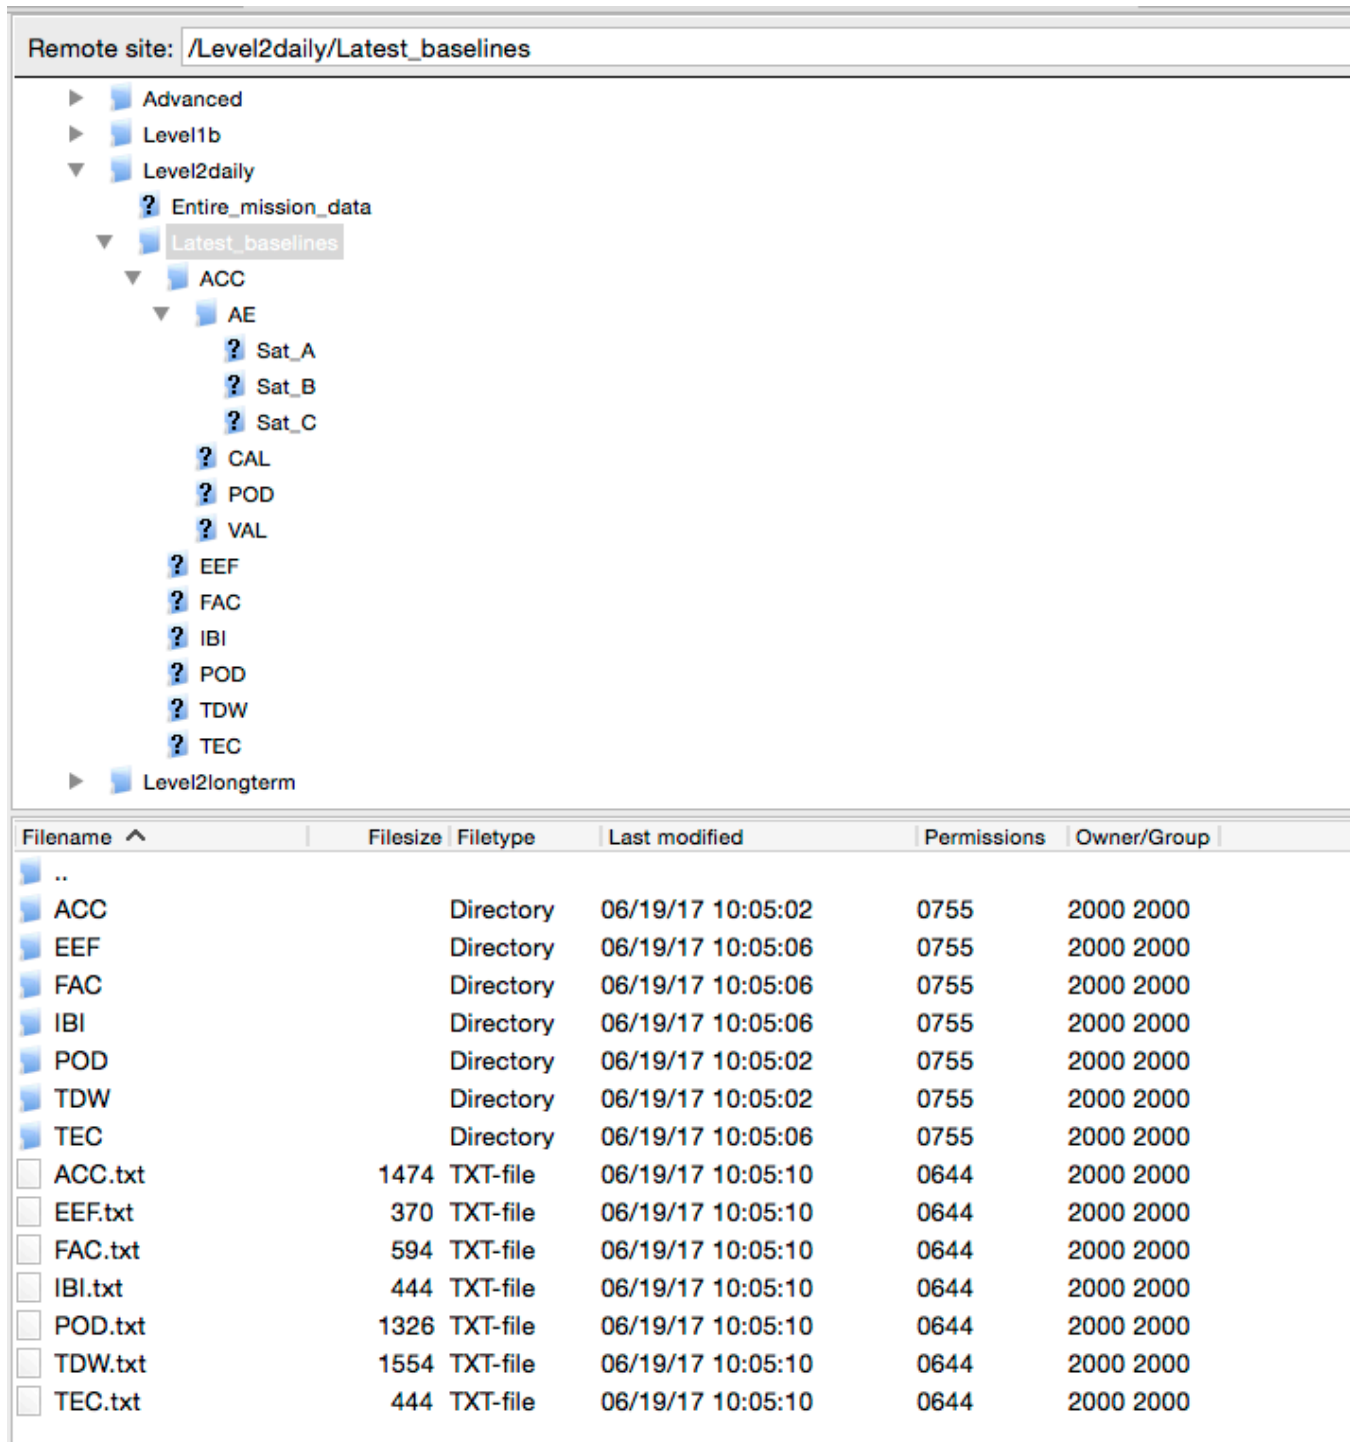 Remote site: /Level2daily/Latest_baselines
Advanced
Level1b
Level2daily
? Entire_mission_data
Latest_baselines
ACC
AE
? Sat_A
? Sat_B
? Sat_C
? CAL
? POD
? VAL
? EEF
? FAC
? IBI
? POD
? TDW
? TEC
Level2longterm
Filename Filesize Filetype Last modified Permissions Owner/Group
..
ACC Directory 06/19/17 10:05:02 0755 2000 2000
EEF Directory 06/19/17 10:05:06 0755 2000 2000
FAC Directory 06/19/17 10:05:06 0755 2000 2000
IBI Directory 06/19/17 10:05:06 0755 2000 2000
POD Directory 06/19/17 10:05:02 0755 2000 2000
TDW Directory 06/19/17 10:05:02 0755 2000 2000
TEC Directory 06/19/17 10:05:06 0755 2000 2000
ACC.txt 1474 TXT-file 06/19/17 10:05:10 0644 2000 2000
EEF.txt 370 TXT-file 06/19/17 10:05:10 0644 2000 2000
FAC.txt 594 TXT-file 06/19/17 10:05:10 0644 2000 2000
IBI.txt 444 TXT-file 06/19/17 10:05:10 0644 2000 2000
POD.txt 1326 TXT-file 06/19/17 10:05:10 0644 2000 2000
TDW.txt 1554 TXT-file 06/19/17 10:05:10 0644 2000 2000
TEC.txt 444 TXT-file 06/19/17 10:05:10 0644 2000 2000